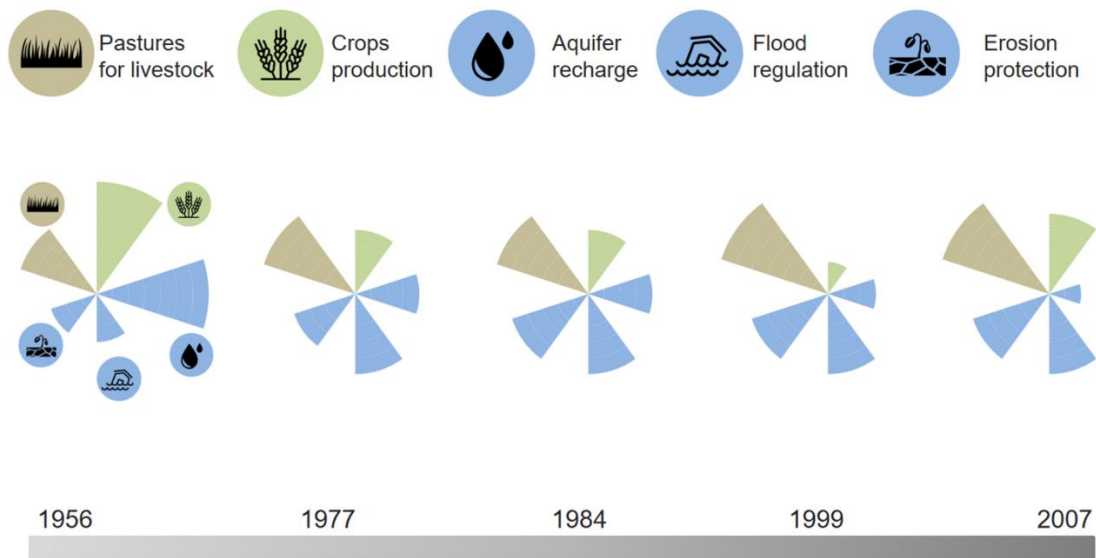 Pastures
for livestock
Crops
production
Aquifer
recharge
Flood
regulation
Erosion
protection
1956
1977
1984
1999
2007